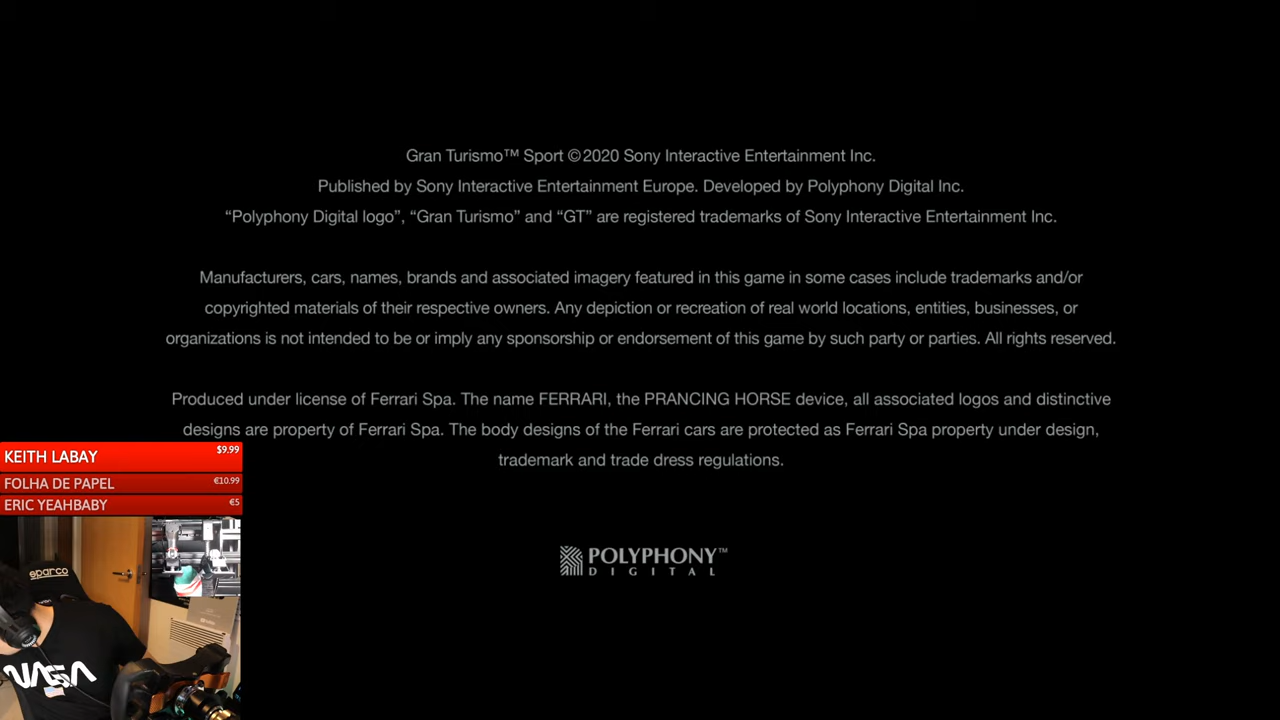 Gran Turismo™ Sport ©2020 Sony Interactive Entertainment Inc.
Published by Sony Interactive Entertainment Europe. Developed by Polyphony Digital Inc.
“Polyphony Digital logo”, “Gran Turismo” and “GT” are registered trademarks of Sony Interactive Entertainment Inc.
Manufacturers, cars, names, brands and associated imagery featured in this game in some cases include trademarks and/or
copyrighted materials of their respective owners. Any depiction or recreation of real world locations, entities, businesses, or
organizations is not intended to be or imply any sponsorship or endorsement of this game by such party or parties. All rights reserved.
Produced under license of Ferrari Spa. The name FERRARI, the PRANCING HORSE device, all associated logos and distinctive
designs are property of Ferrari Spa. The body designs of the Ferrari cars are protected as Ferrari Spa property under design,
trademark and trade dress regulations.
KEITH LABAY $9.99
FOLHA DE PAPEL €10.99
ERIC YEAHBABY €5
POLYPHONY™
DIGITAL
sparco
NASA